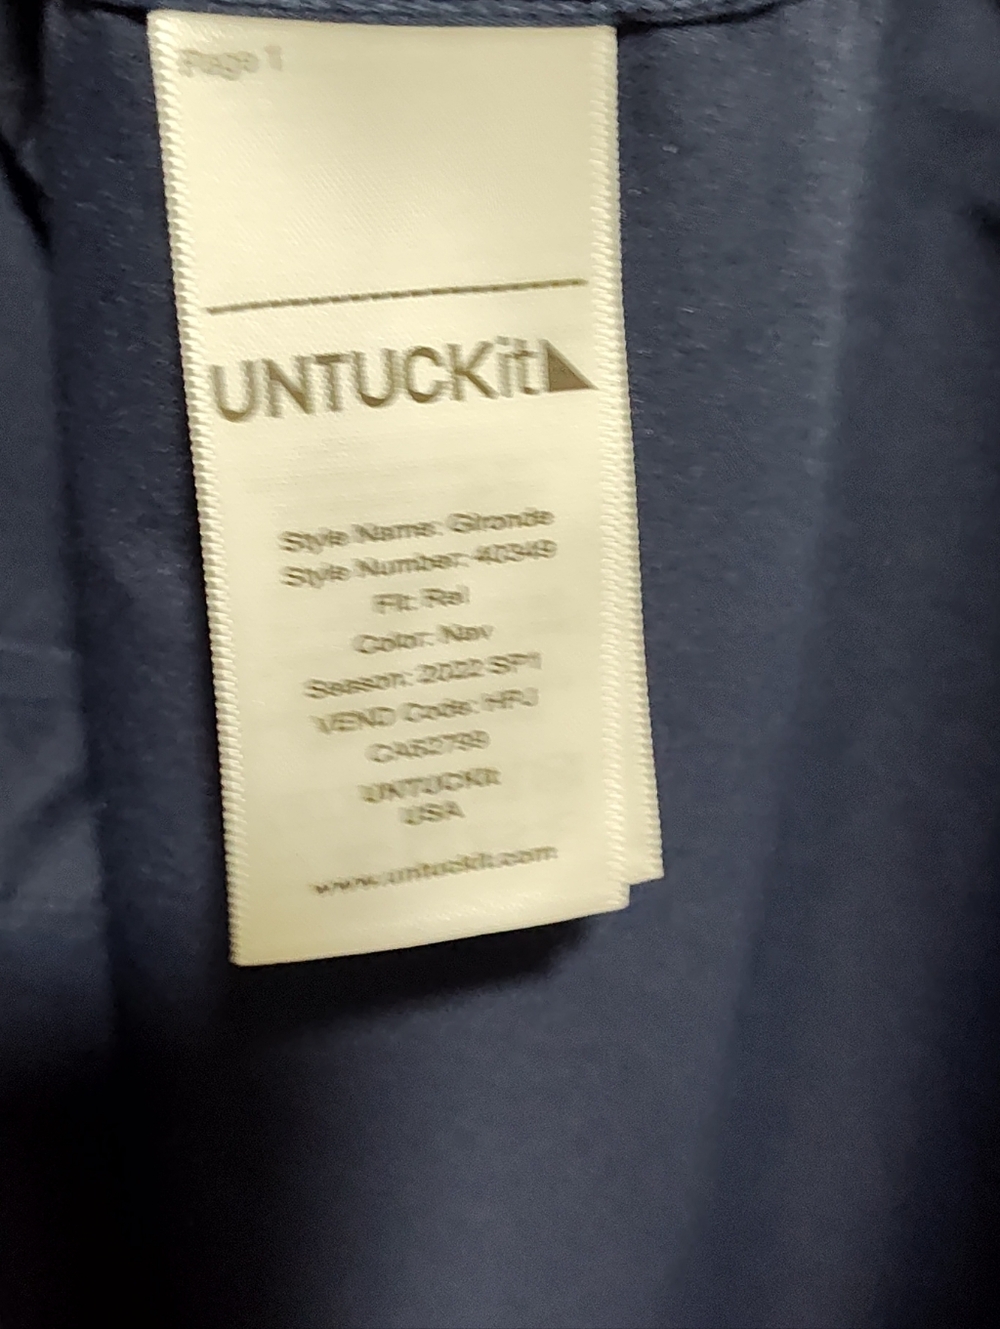 Page 1
UNTUCKit
Style Name: Gironde
Style Number: 40349
Fit: Rel
Color: Nav
Season: 2022 SP1
VEND Code: HPJ
CA52799
UNTUCKit
USA
www.untuckit.com